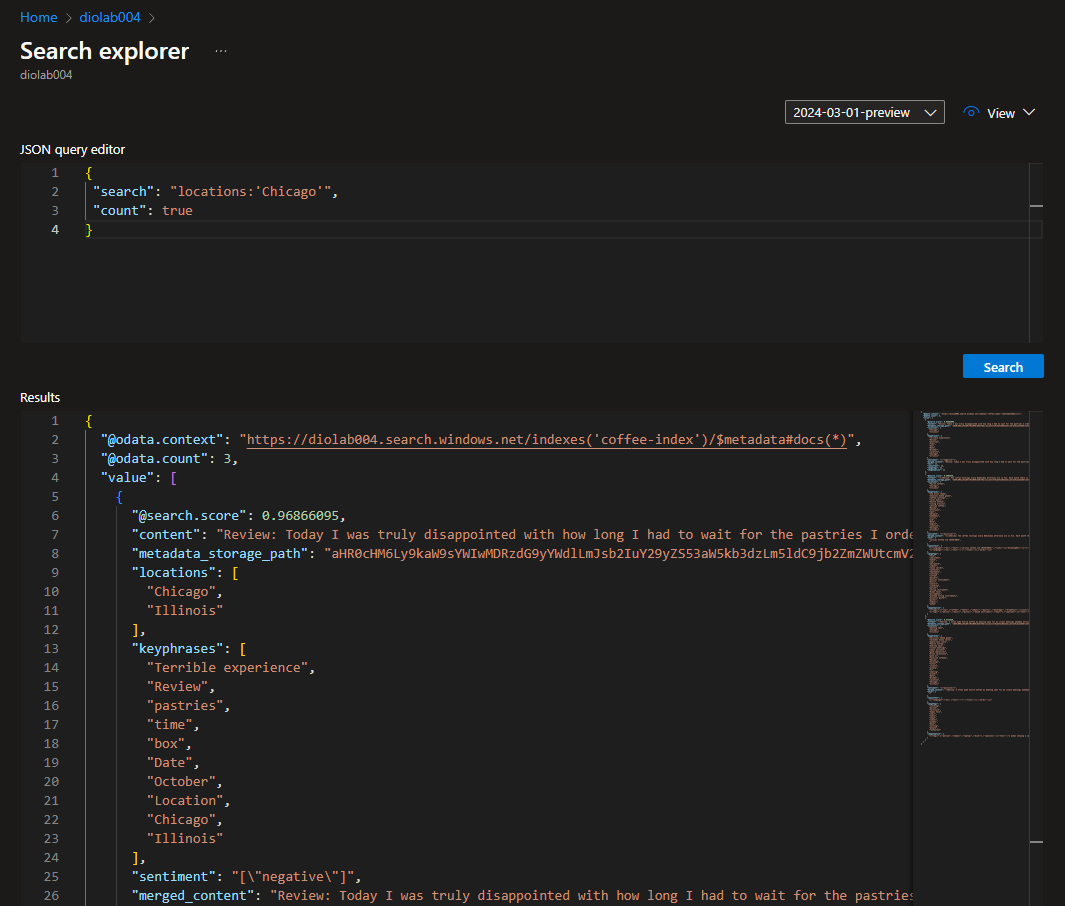 Home > diolab004 >
Search explorer ...
diolab004
2024-03-01-preview View
JSON query editor
1 {
2 "search": "locations:'Chicago'",
3 "count": true
4 }
Search
Results
1 {
2 "@odata.context": "https://diolab004.search.windows.net/indexes('coffee-index')/$metadata#docs(*)",
3 "@odata.count": 3,
4 "value": [
5 {
6 "@search.score": 0.96866095,
7 "content": "Review: Today I was truly disappointed with how long I had to wait for the pastries I orde
8 "metadata_storage_path": "aHR0cHM6Ly9kaW9sYWIwMDRzdG9yYWdlLmJsb2IuY29yZS53aW5kb3dzLm5ldC9jb2ZmZWUtcmV2
9 "locations": [
10 "Chicago",
11 "Illinois"
12 ],
13 "keyphrases": [
14 "Terrible experience",
15 "Review",
16 "pastries",
17 "time",
18 "box",
19 "Date",
20 "October",
21 "Location",
22 "Chicago",
23 "Illinois"
24 ],
25 "sentiment": "[\"negative\"]",
26 "merged_content": "Review: Today I was truly disappointed with how long I had to wait for the pastries